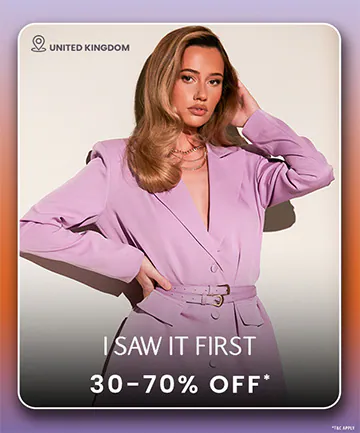 UNITED KINGDOM
I SAW IT FIRST
30-70% OFF*
*T&C APPLY